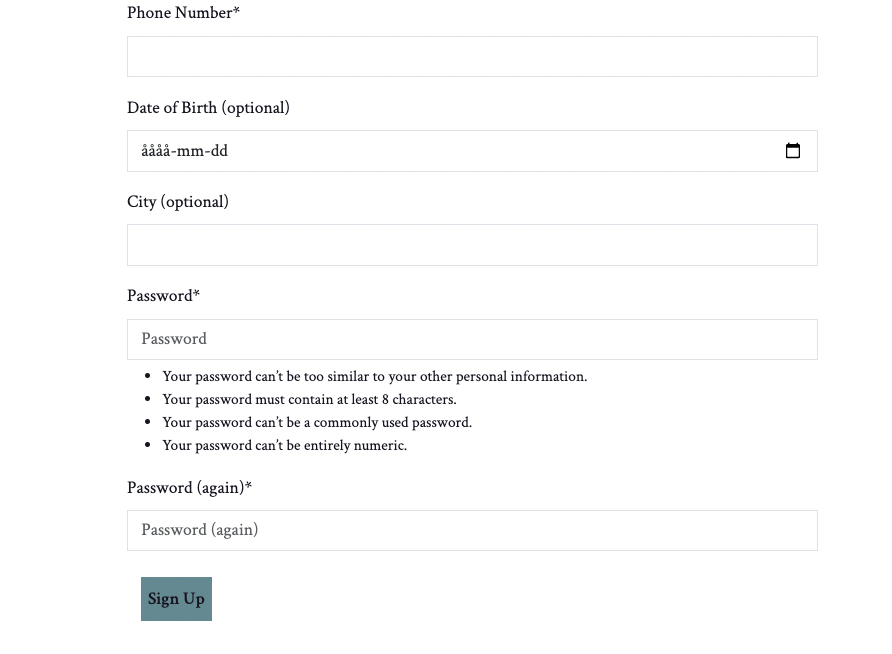 Phone Number*
Date of Birth (optional)
åååå-mm-dd
City (optional)
Password*
Password
• Your password can’t be too similar to your other personal information.
• Your password must contain at least 8 characters.
• Your password can’t be a commonly used password.
• Your password can’t be entirely numeric.
Password (again)*
Password (again)
Sign Up